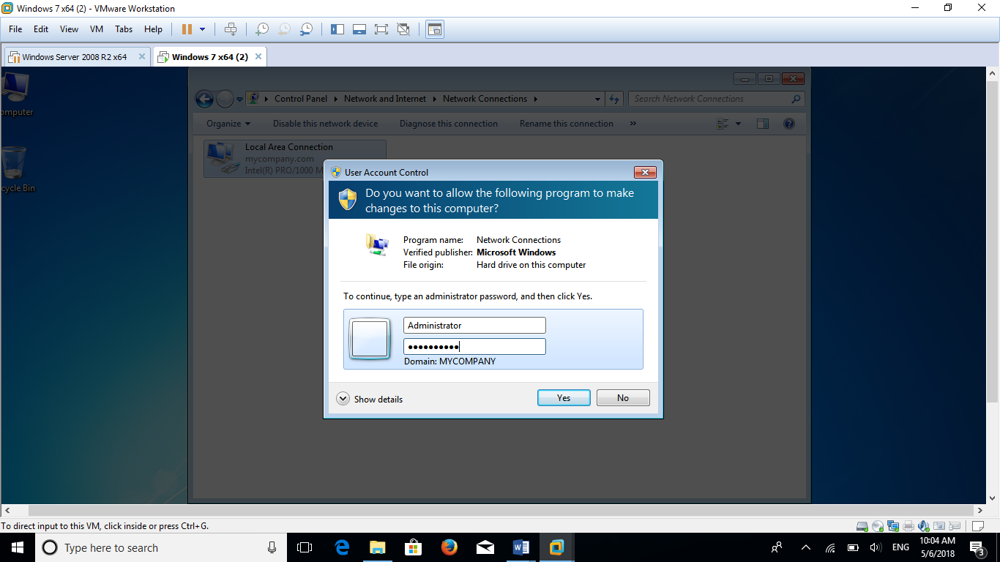 Windows 7 x64 (2) - VMware Workstation
File Edit View VM Tabs Help
Windows Server 2008 R2 x64 Windows 7 x64 (2)
Control Panel Network and Internet Network Connections Search Network Connections
omputer
Organize Disable this network device Diagnose this connection Rename this connection »
Local Area Connection
mycompany.com
Intel(R) PRO/1000 M
cycle Bin
User Account Control
Do you want to allow the following program to make
changes to this computer?
Program name: Network Connections
Verified publisher: Microsoft Windows
File origin: Hard drive on this computer
To continue, type an administrator password, and then click Yes.
Administrator
●●●●●●●●●●
Domain: MYCOMPANY
Show details Yes No
To direct input to this VM, click inside or press Ctrl+G.
Type here to search
ENG
10:04 AM
5/6/2018
3